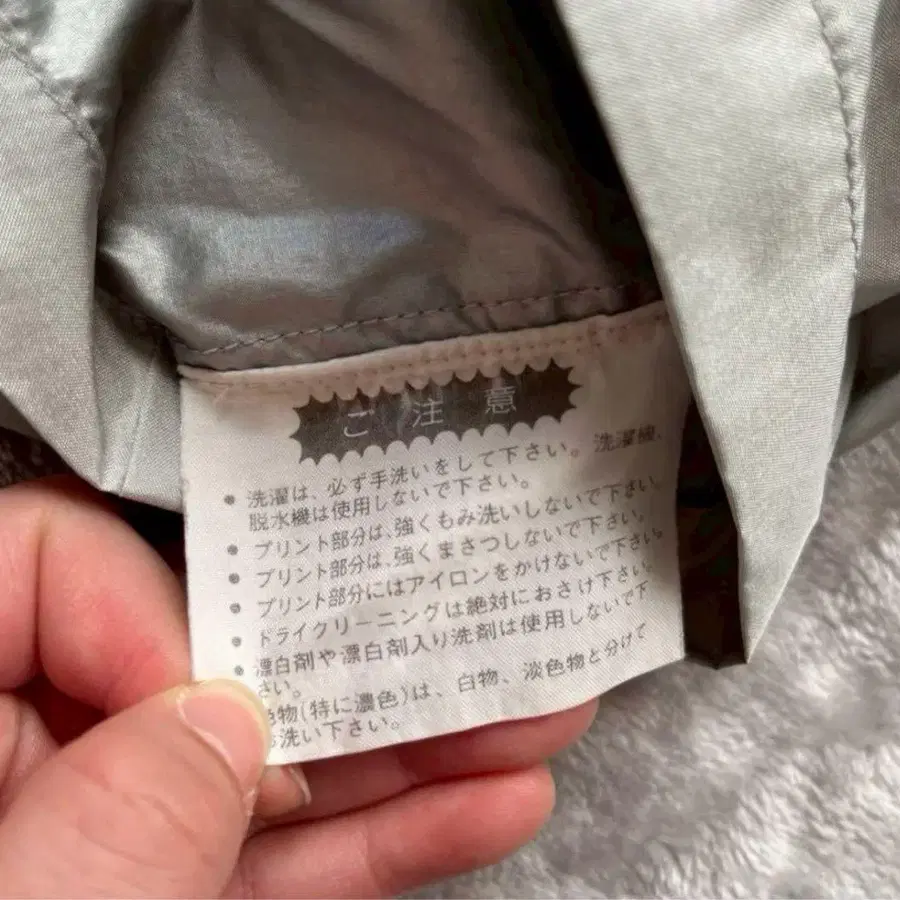 ご注意
● 洗濯は、必ず手洗いをして下さい。洗濯機、
脱水機は使用しないで下さい。
● プリント部分は、強くもみ洗いしないで下さい。
● プリント部分は、強くまさつしないで下さい。
● プリント部分にはアイロンをかけないで下さい。
● ドライクリーニングは絶対におさけ下さい。
● 漂白剤や漂白剤入り洗剤は使用しないで下
さい。
色物(特に濃色)は、白物、淡色物と分けて
洗い下さい。